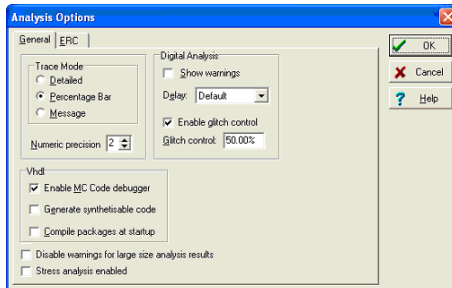 Analysis Options
General
ERC
Trace Mode
Detailed
Percentage Bar
Message
Numeric precision 2
Digital Analysis
Show warnings
Delay: Default
Enable glitch control
Glitch control: 50.00%
Vhdl
Enable MC Code debugger
Generate synthetisable code
Compile packages at startup
Disable warnings for large size analysis results
Stress analysis enabled
OK
Cancel
? Help